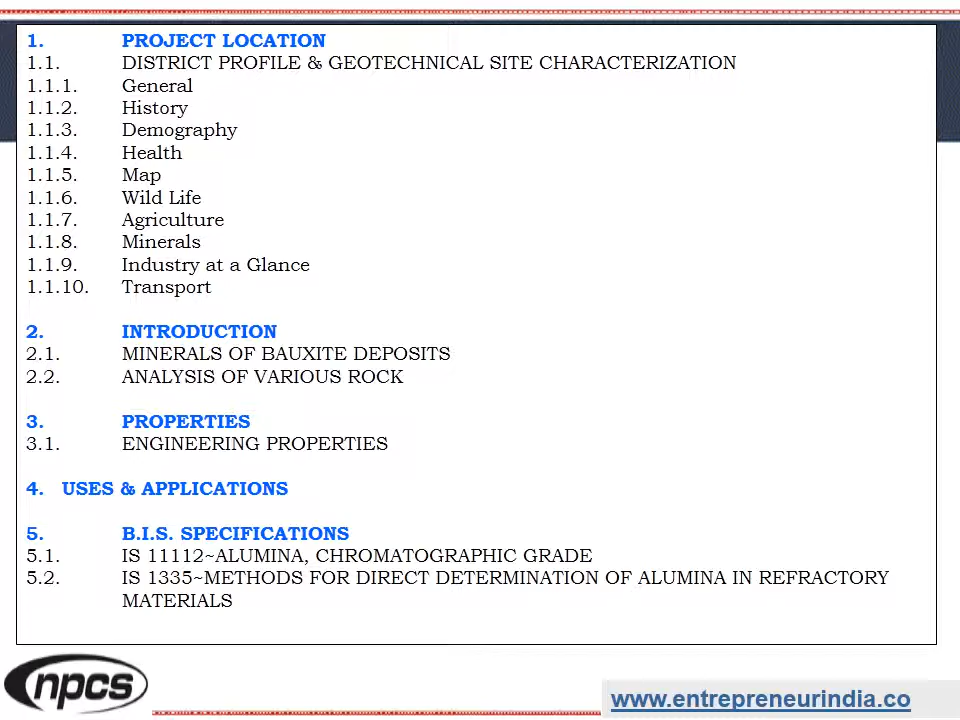 1. PROJECT LOCATION
1.1. DISTRICT PROFILE & GEOTECHNICAL SITE CHARACTERIZATION
1.1.1. General
1.1.2. History
1.1.3. Demography
1.1.4. Health
1.1.5. Map
1.1.6. Wild Life
1.1.7. Agriculture
1.1.8. Minerals
1.1.9. Industry at a Glance
1.1.10. Transport
2. INTRODUCTION
2.1. MINERALS OF BAUXITE DEPOSITS
2.2. ANALYSIS OF VARIOUS ROCK
3. PROPERTIES
3.1. ENGINEERING PROPERTIES
4. USES & APPLICATIONS
5. B.I.S. SPECIFICATIONS
5.1. IS 11112~ALUMINA, CHROMATOGRAPHIC GRADE
5.2. IS 1335~METHODS FOR DIRECT DETERMINATION OF ALUMINA IN REFRACTORY
MATERIALS
npcs
www.entrepreneurindia.co